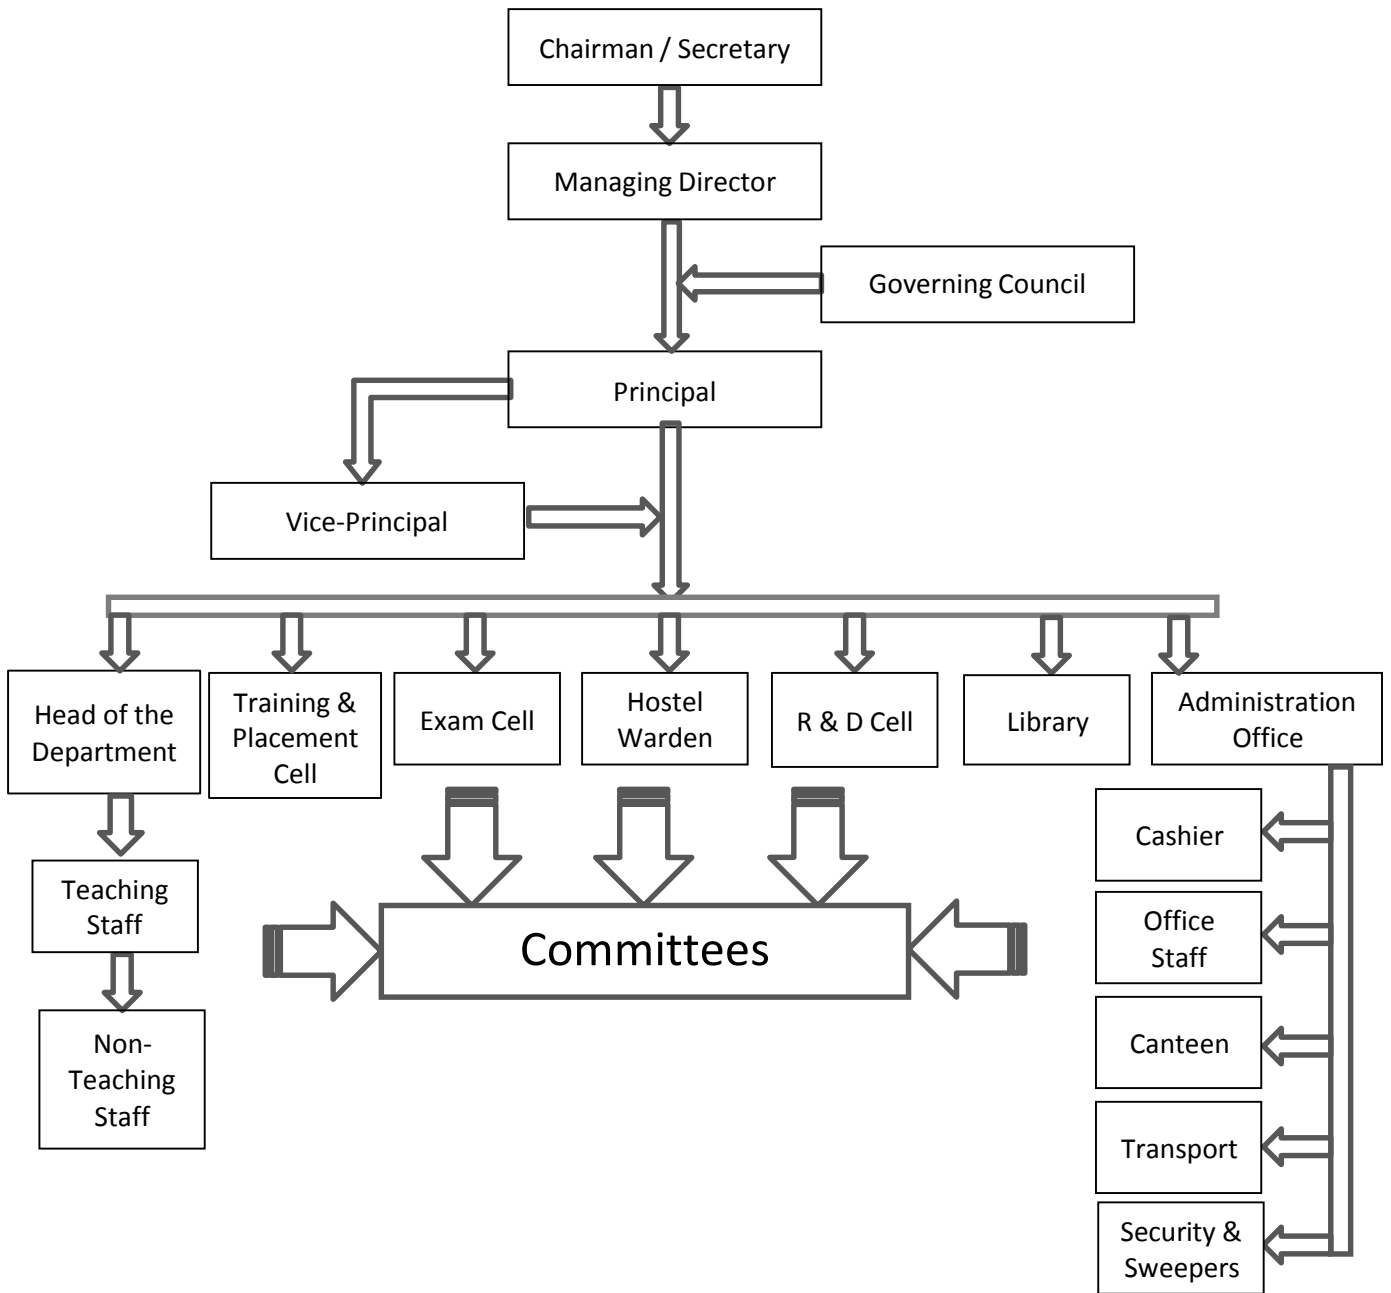 Chairman / Secretary
Managing Director
Governing Council
Principal
Vice-Principal
Head of the
Department
Training &
Placement
Cell
Exam Cell
Hostel
Warden
R & D Cell
Library
Administration
Office
Teaching
Staff
Non-
Teaching
Staff
Committees
Cashier
Office
Staff
Canteen
Transport
Security &
Sweepers